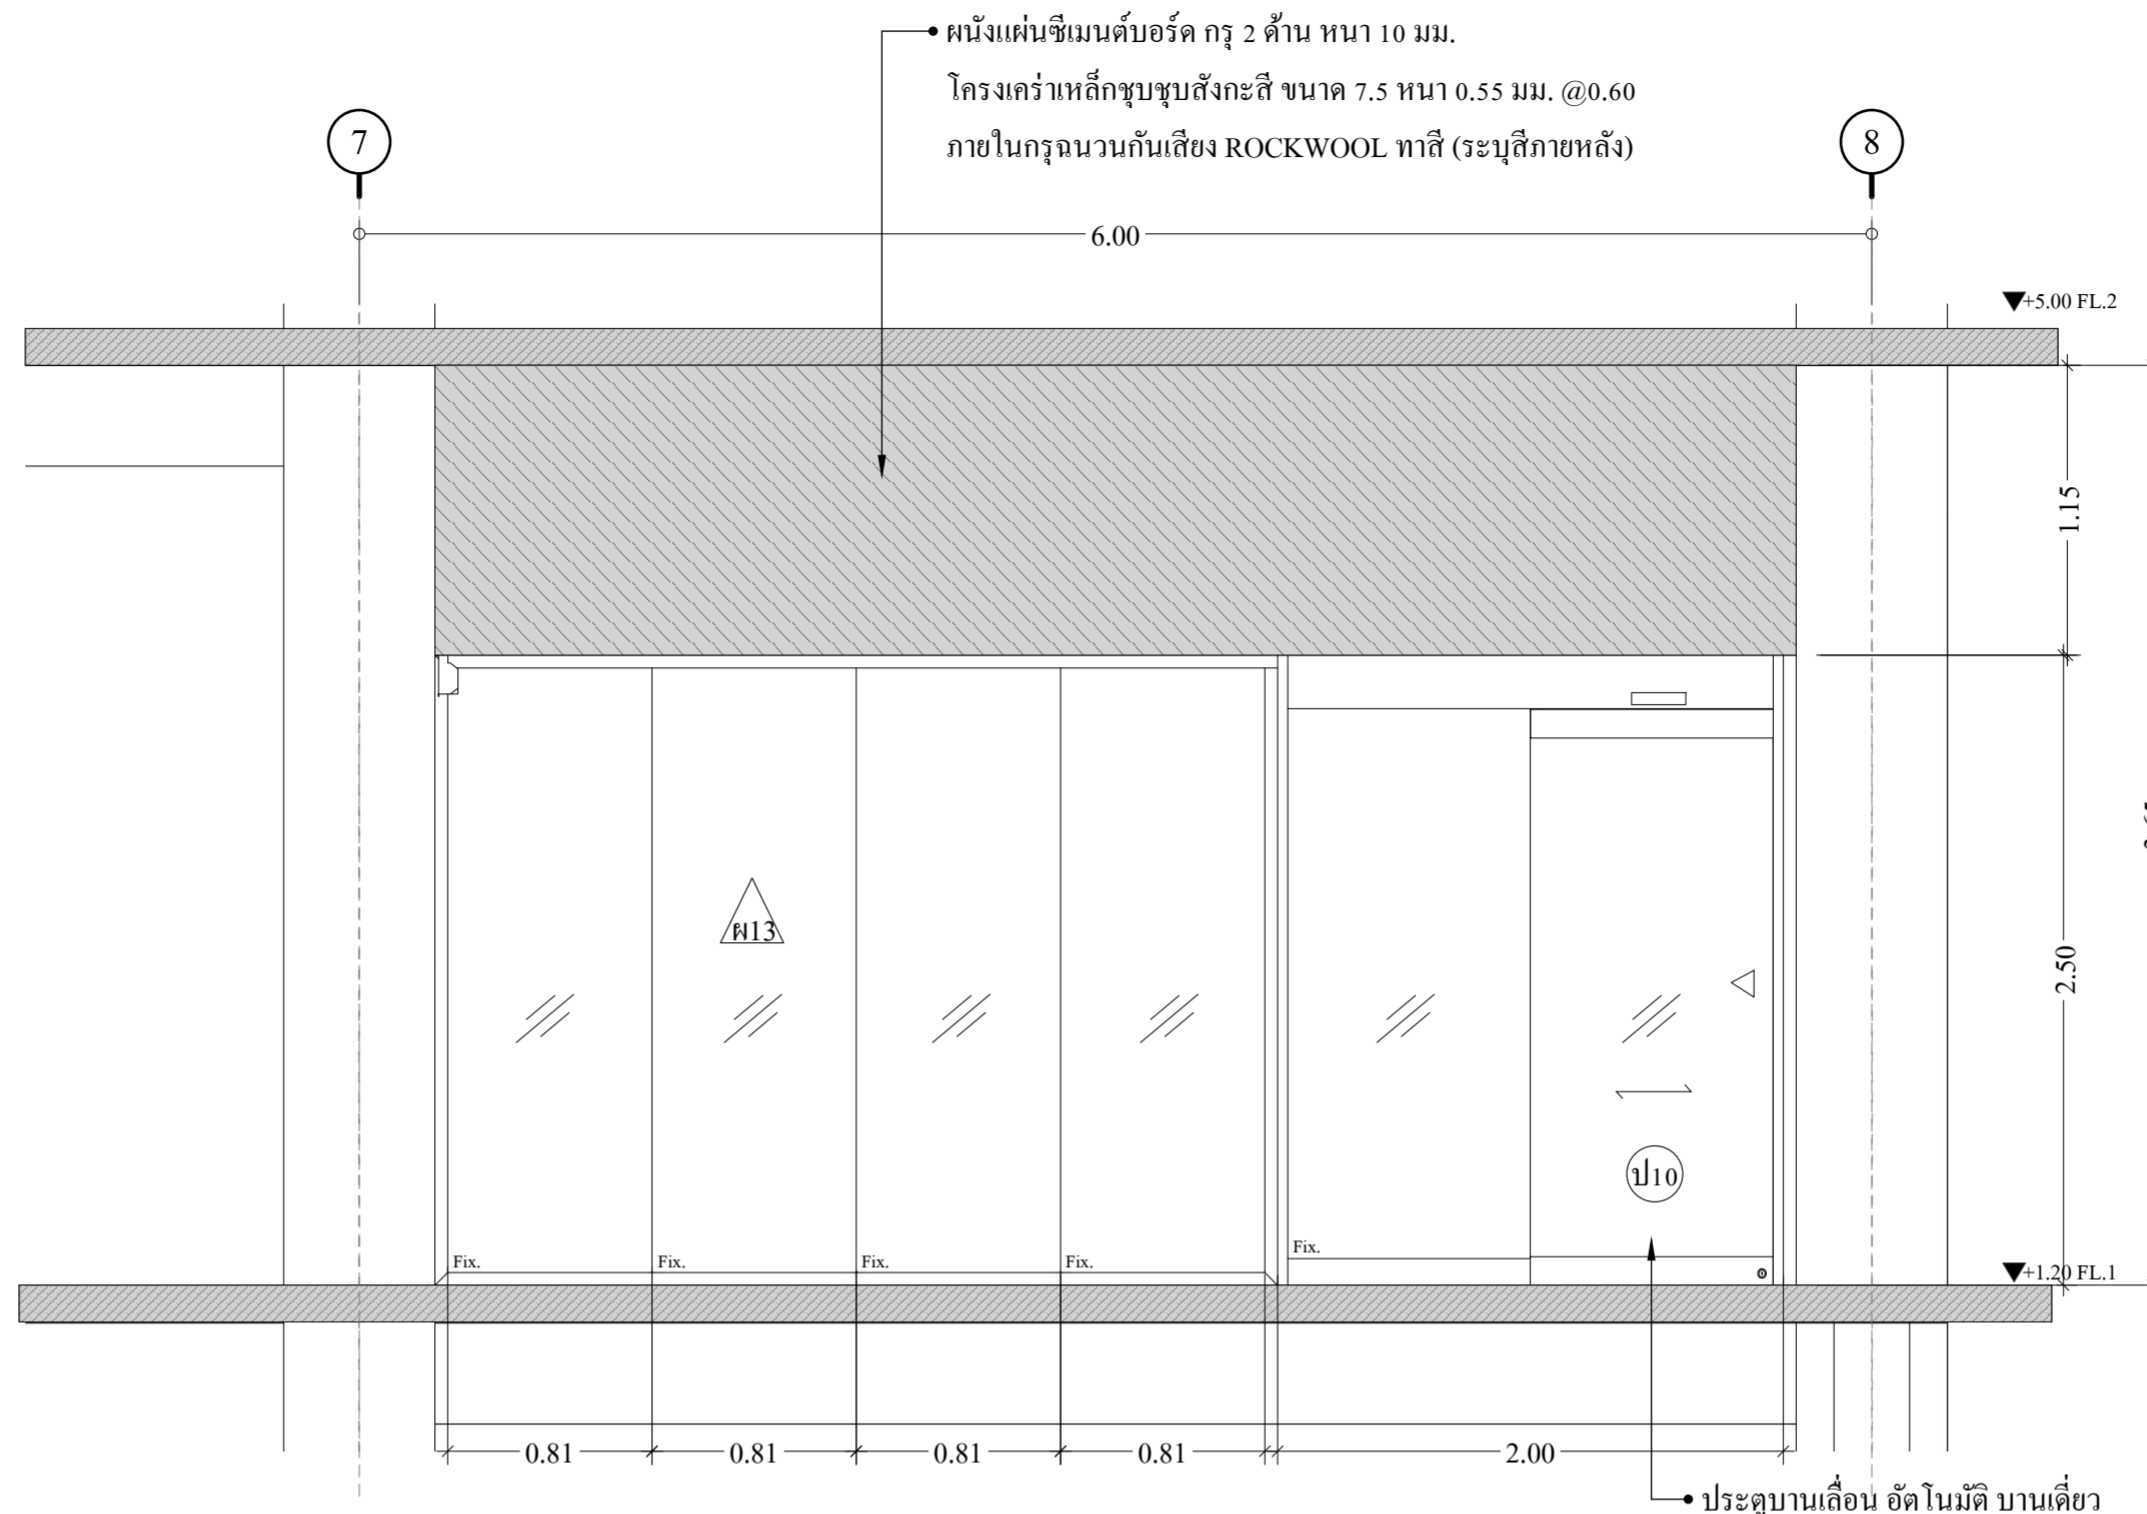 ผนังแผ่นซีเมนต์บอร์ด กรุ 2 ด้าน หนา 10 มม.
โครงเคร่าเหล็กชุบชุบสังกะสี ขนาด 7.5 หนา 0.55 มม. @0.60
ภายในกรุฉนวนกันเสียง ROCKWOOL ทาสี (ระบุสีภายหลัง)
7
8
6.00
+5.00 FL.2
1.15
ผ13
2.50
ป10
Fix.
Fix.
Fix.
Fix.
Fix.
+1.20 FL.1
0.81
0.81
0.81
0.81
2.00
ประตูบานเลื่อน อัตโนมัติ บานเดี่ยว